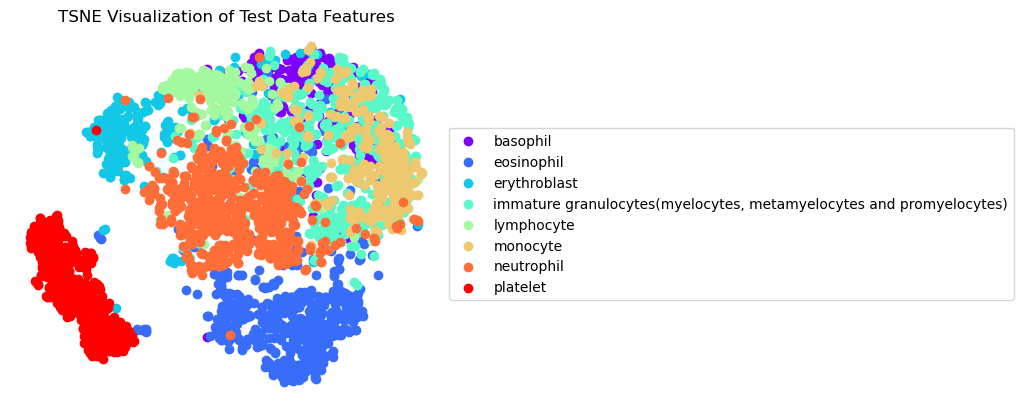 TSNE Visualization of Test Data Features
basophil
eosinophil
erythroblast
immature granulocytes(myelocytes, metamyelocytes and promyelocytes)
lymphocyte
monocyte
neutrophil
platelet